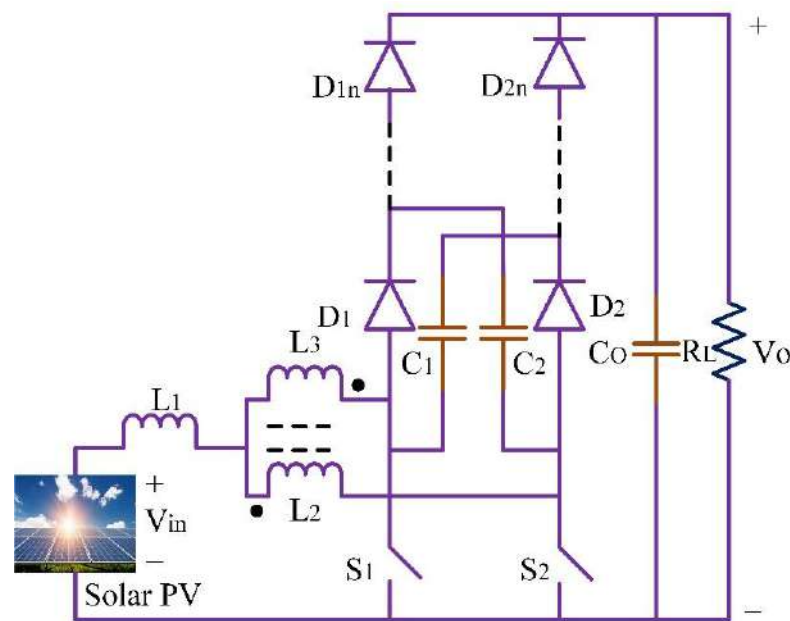 +
D1n
D2n
D1
D2
L3
C1
C2
CO
RL
VO
L1
+
Vin
−
L2
S1
S2
Solar PV
−